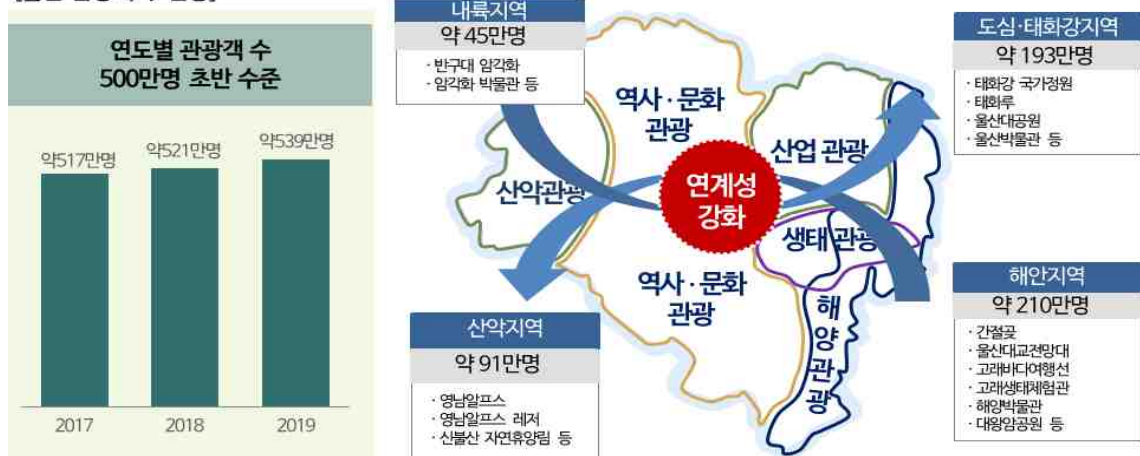 연도별 관광객 수
500만명 초반 수준
약517만명
약521만명
약539만명
2017
2018
2019
내륙지역
약 45만명
· 반구대 암각화
· 암각화 박물관 등
도심·태화강지역
약 193만명
· 태화강 국가정원
· 태화루
· 울산대공원
· 울산박물관 등
역사·문화
관광
산업 관광
산악관광
연계성
강화
생태 관광
역사·문화
관광
해양관광
산악지역
약 91만명
· 영남알프스
· 영남알프스 레저
· 신불산 자연휴양림 등
해안지역
약 210만명
· 간절곶
· 울산대교전망대
· 고래바다여행선
· 고래생태체험관
· 해양박물관
· 대왕암공원 등